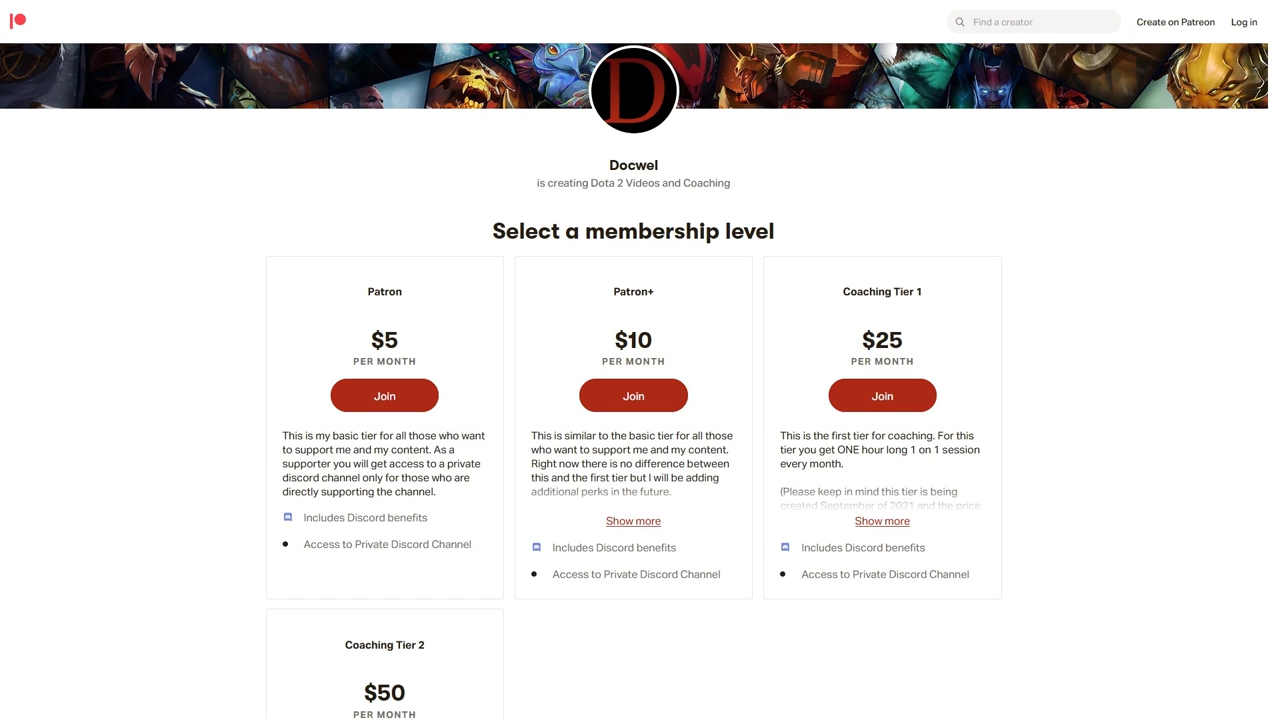 Find a creator
Create on Patreon
Log in
D
Docwel
is creating Dota 2 Videos and Coaching
Select a membership level
Patron
$5
PER MONTH
Join
This is my basic tier for all those who want
to support me and my content. As a
supporter you will get access to a private
discord channel only for those who are
directly supporting the channel.
Includes Discord benefits
Access to Private Discord Channel
Patron+
$10
PER MONTH
Join
This is similar to the basic tier for all those
who want to support me and my content.
Right now there is no difference between
this and the first tier but I will be adding
additional perks in the future.
Show more
Includes Discord benefits
Access to Private Discord Channel
Coaching Tier 1
$25
PER MONTH
Join
This is the first tier for coaching. For this
tier you get ONE hour long 1 on 1 session
every month.
(Please keep in mind this tier is being
created September of 2021 and the price
Show more
Includes Discord benefits
Access to Private Discord Channel
Coaching Tier 2
$50
PER MONTH